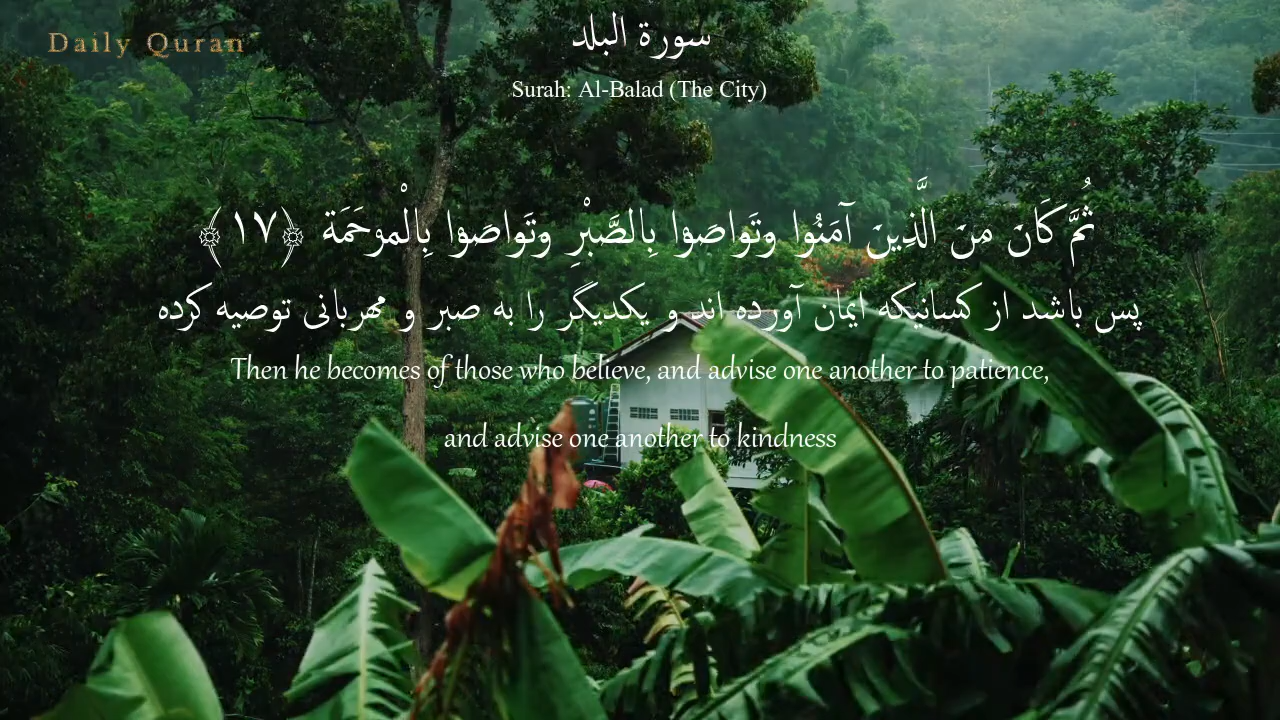 Daily Quran
سورة البلد
Surah: Al-Balad (The City)
ثُمَّ كَانَ مِنَ الَّذِينَ آمَنُوا وَتَوَاصَوْا بِالصَّبْرِ وَتَوَاصَوْا بِالْمَرْحَمَةِ ﴿١٧﴾
پس باشد از کسانیکه ایمان آورده اند و یکدیگر را به صبر و مهربانی توصیه کرده
Then he becomes of those who believe, and advise one another to patience,
and advise one another to kindness